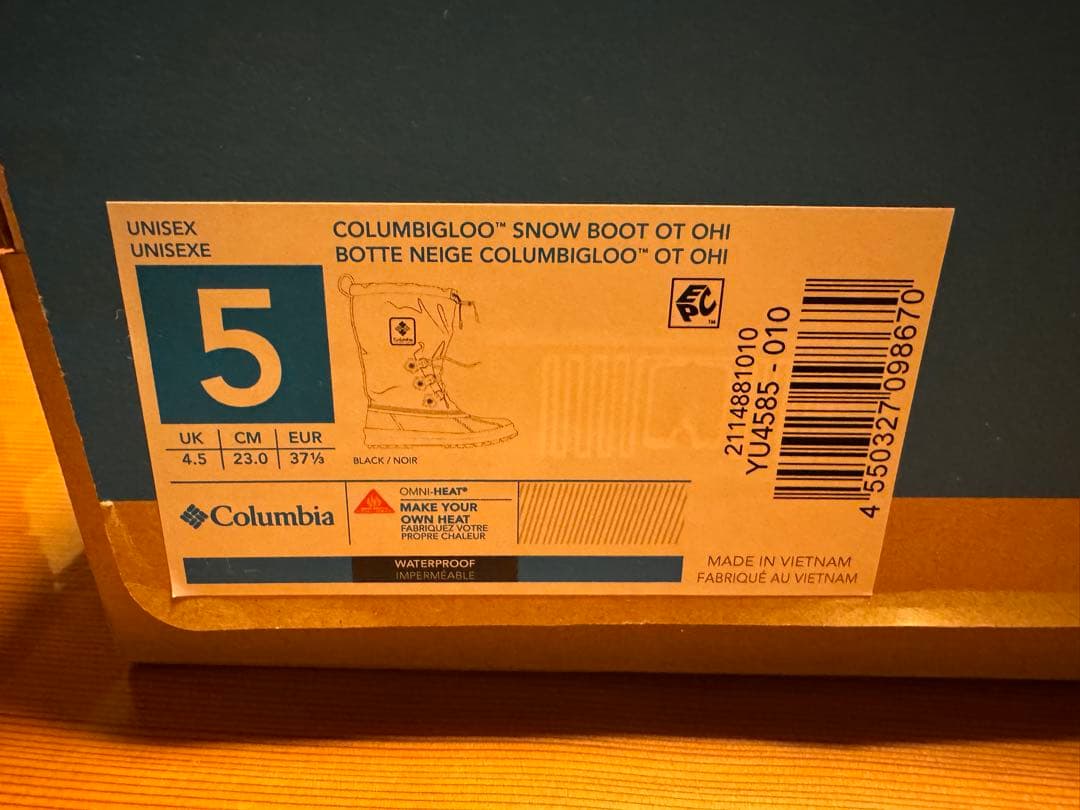 UNISEX
UNISEXE
COLUMBIGLOO™ SNOW BOOT OT OHI
BOTTE NEIGE COLUMBIGLOO™ OT OHI
5
UK CM EUR
4.5 23.0 37⅓
BLACK / NOIR
EPC™
2114881010
YU4585 - 010
4 550327 098670
Columbia
OMNI-HEAT®
MAKE YOUR
OWN HEAT
FABRIQUEZ VOTRE
PROPRE CHALEUR
WATERPROOF
IMPERMÉABLE
MADE IN VIETNAM
FABRIQUÉ AU VIETNAM